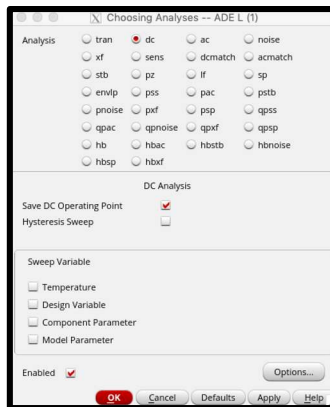 Choosing Analyses -- ADE L (1)
Analysis tran dc ac noise
xf sens dcmatch acmatch
stb pz lf sp
envlp pss pac pstb
pnoise pxf psp qpss
qpac qpnoise qpxf qpsp
hb hbac hbstb hbnoise
hbsp hbxf
DC Analysis
Save DC Operating Point
Hysteresis Sweep
Sweep Variable
Temperature
Design Variable
Component Parameter
Model Parameter
Enabled Options...
OK Cancel Defaults Apply Help